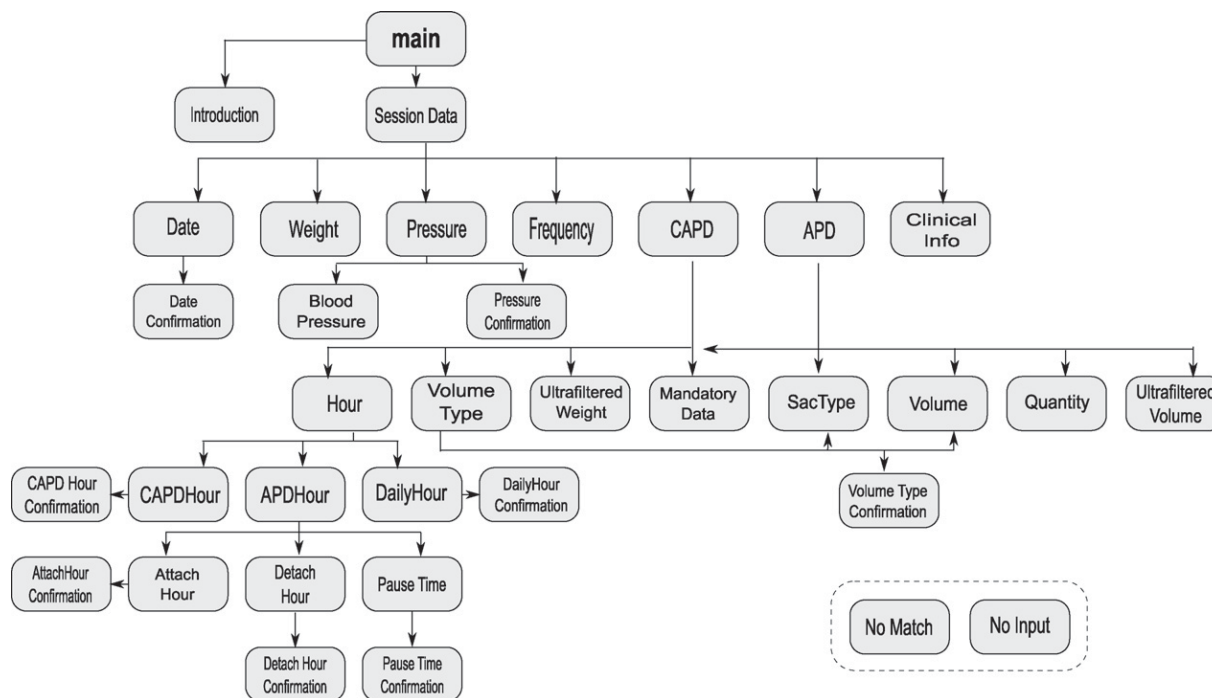 main
Introduction
Session Data
Date
Weight
Pressure
Frequency
CAPD
APD
Clinical
Info
Date
Confirmation
Blood
Pressure
Pressure
Confirmation
Hour
Volume
Type
Ultrafiltered
Weight
Mandatory
Data
SacType
Volume
Quantity
Ultrafiltered
Volume
CAPD Hour
Confirmation
CAPDHour
APDHour
DailyHour
DailyHour
Confirmation
Volume Type
Confirmation
AttachHour
Confirmation
Attach
Hour
Detach
Hour
Pause Time
Detach Hour
Confirmation
Pause Time
Confirmation
No Match
No Input